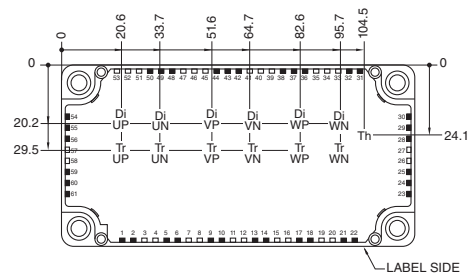 0 20.6 33.7 51.6 64.7 82.6 95.7 104.5
0 0
53 52 51 50 49 48 47 46 45 44 43 42 41 40 39 38 37 36 35 34 33 32 31
Di UP Di UN Di VP Di VN Di WP Di WN
20.2
54 55 56 57 58 59 60 61
30 29 28 27 26 25 24 23
Th
24.1
29.5
Tr UP Tr UN Tr VP Tr VN Tr WP Tr WN
1 2 3 4 5 6 7 8 9 10 11 12 13 14 15 16 17 18 19 20 21 22
LABEL SIDE